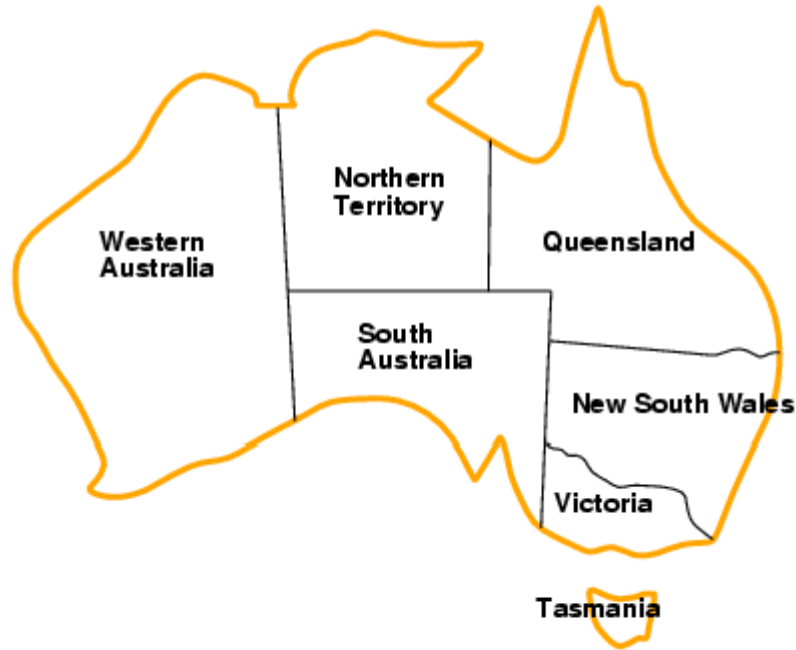 Northern
Territory
Western
Australia
Queensland
South
Australia
New South Wales
Victoria
Tasmania